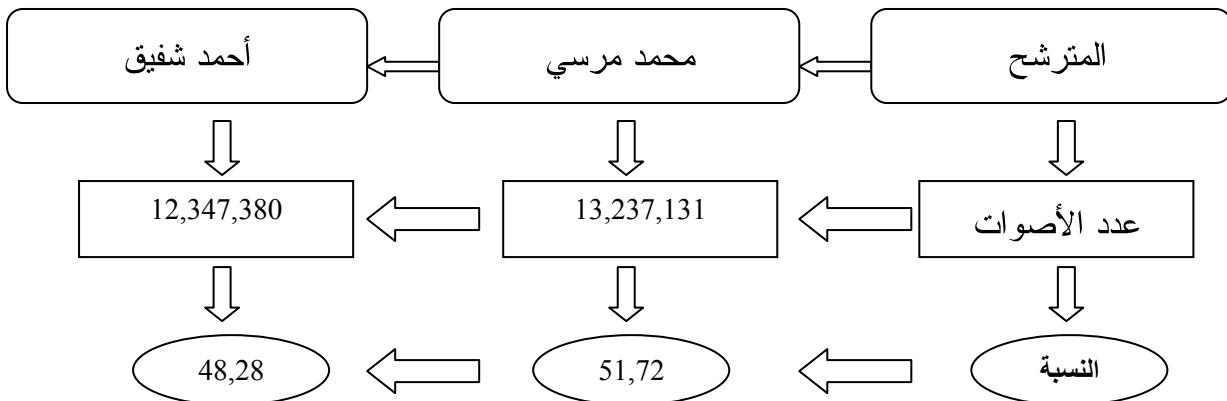 المترشح
محمد مرسي
أحمد شفيق
عدد الأصوات
13,237,131
12,347,380
النسبة
51,72
48,28